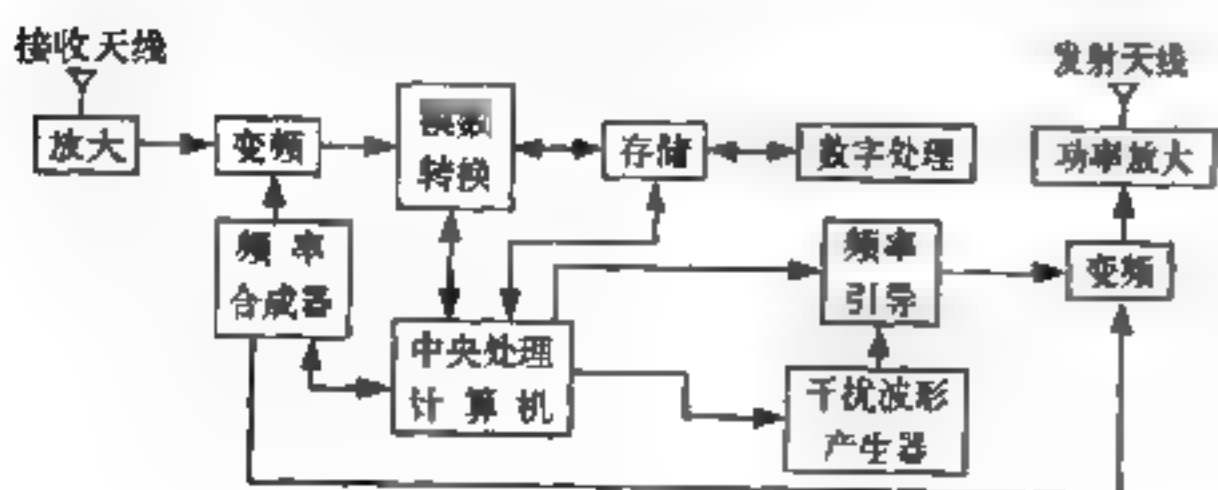 接收天线
发射天线
放大
变频
转换
存储
数字处理
功率放大
频率
合成器
频率
引导
变频
中央处理
计算机
干扰波形
产生器